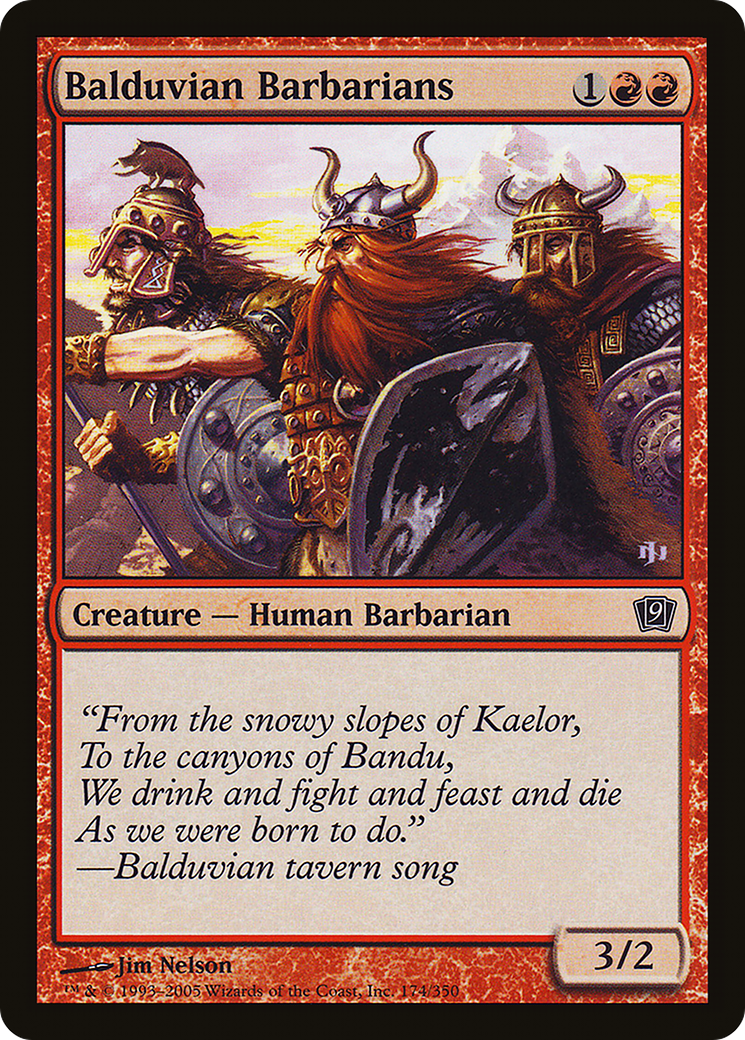 Balduvian Barbarians 1
Creature — Human Barbarian 9
“From the snowy slopes of Kaelor,
To the canyons of Bandu,
We drink and fight and feast and die
As we were born to do.”
—Balduvian tavern song
3/2
Jim Nelson
™ & © 1993–2005 Wizards of the Coast, Inc. 174/350